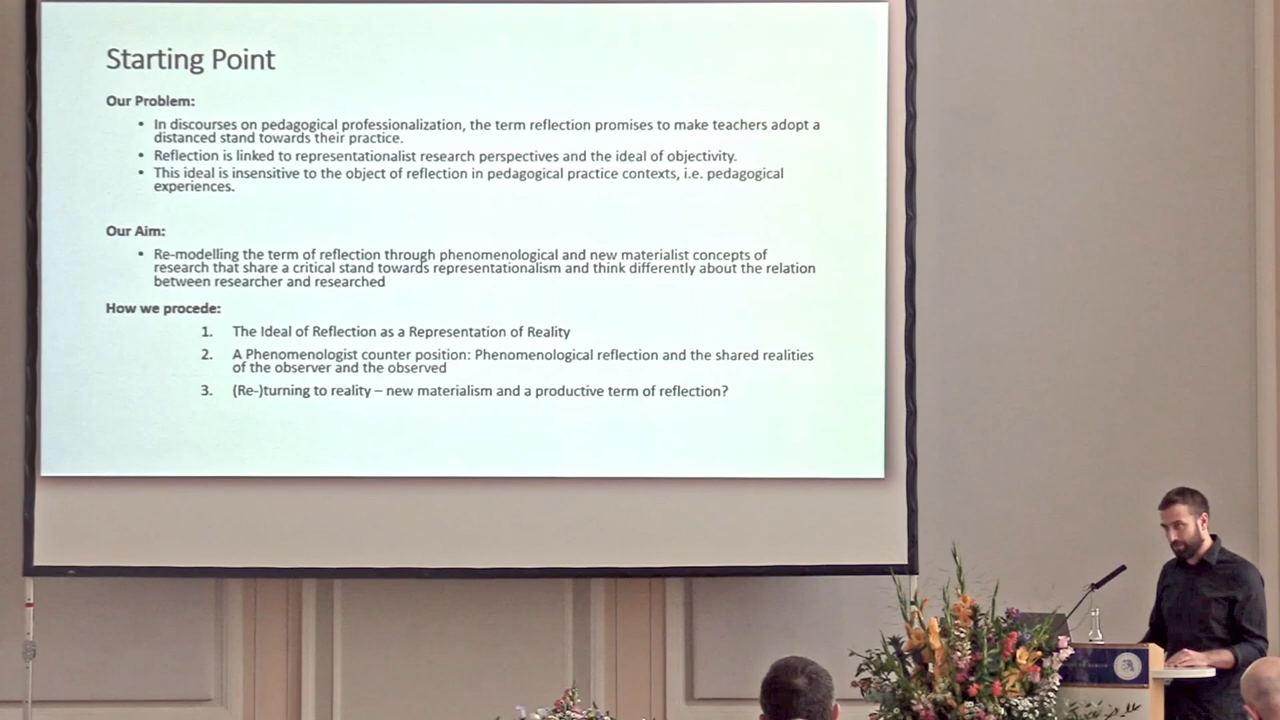 Starting Point
Our Problem:
• In discourses on pedagogical professionalization, the term reflection promises to make teachers adopt a
distanced stand towards their practice.
• Reflection is linked to representationalist research perspectives and the ideal of objectivity.
• This ideal is insensitive to the object of reflection in pedagogical practice contexts, i.e. pedagogical
experiences.
Our Aim:
• Re-modelling the term of reflection through phenomenological and new materialist concepts of
research that share a critical stand towards representationalism and think differently about the relation
between researcher and researched
How we procede:
1. The Ideal of Reflection as a Representation of Reality
2. A Phenomenologist counter position: Phenomenological reflection and the shared realities
of the observer and the observed
3. (Re-)turning to reality – new materialism and a productive term of reflection?